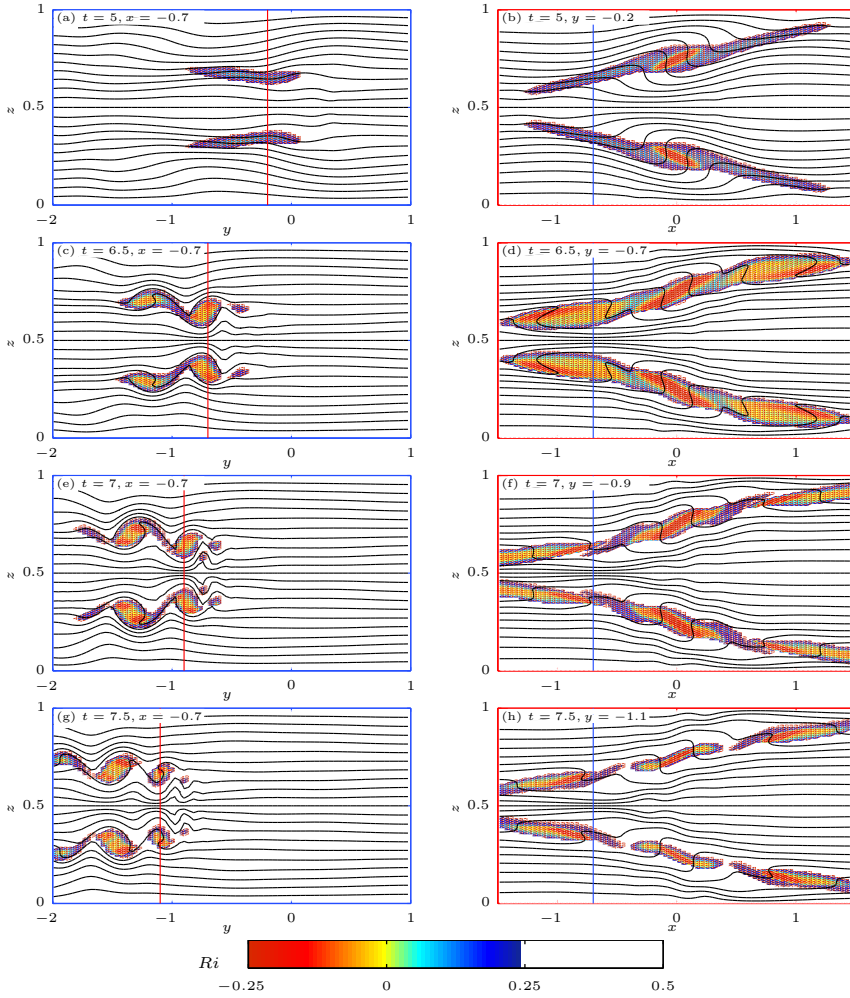 1
(a) t = 5, x = −0.7
z
0.5
0
−2
−1
0
1
y
(b) t = 5, y = −0.2
1
z
0.5
0
−1
0
1
x
(c) t = 6.5, x = −0.7
1
z
0.5
0
−2
−1
0
1
y
(d) t = 6.5, y = −0.7
1
z
0.5
0
−1
0
1
x
(e) t = 7, x = −0.7
1
z
0.5
0
−2
−1
0
1
y
(f) t = 7, y = −0.9
1
z
0.5
0
−1
0
1
x
(g) t = 7.5, x = −0.7
1
z
0.5
0
−2
−1
0
1
y
(h) t = 7.5, y = −1.1
1
z
0.5
0
−1
0
1
x
Ri
−0.25
0
0.25
0.5